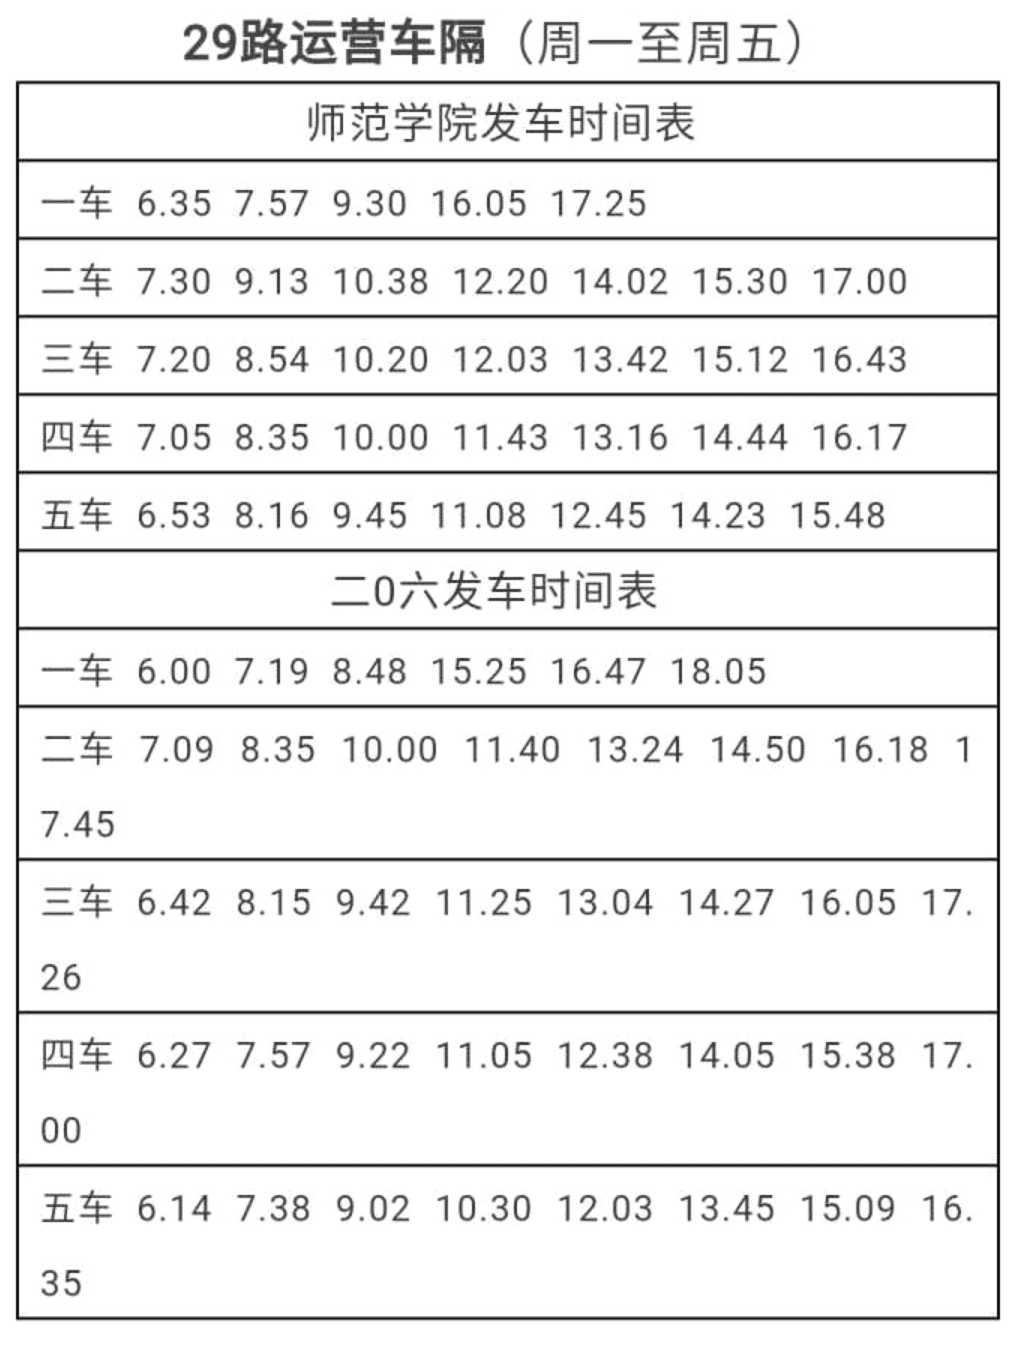 29路运营车隔（周一至周五）
师范学院发车时间表
一车 6.35 7.57 9.30 16.05 17.25
二车 7.30 9.13 10.38 12.20 14.02 15.30 17.00
三车 7.20 8.54 10.20 12.03 13.42 15.12 16.43
四车 7.05 8.35 10.00 11.43 13.16 14.44 16.17
五车 6.53 8.16 9.45 11.08 12.45 14.23 15.48
二0六发车时间表
一车 6.00 7.19 8.48 15.25 16.47 18.05
二车 7.09 8.35 10.00 11.40 13.24 14.50 16.18 1
7.45
三车 6.42 8.15 9.42 11.25 13.04 14.27 16.05 17.
26
四车 6.27 7.57 9.22 11.05 12.38 14.05 15.38 17.
00
五车 6.14 7.38 9.02 10.30 12.03 13.45 15.09 16.
35